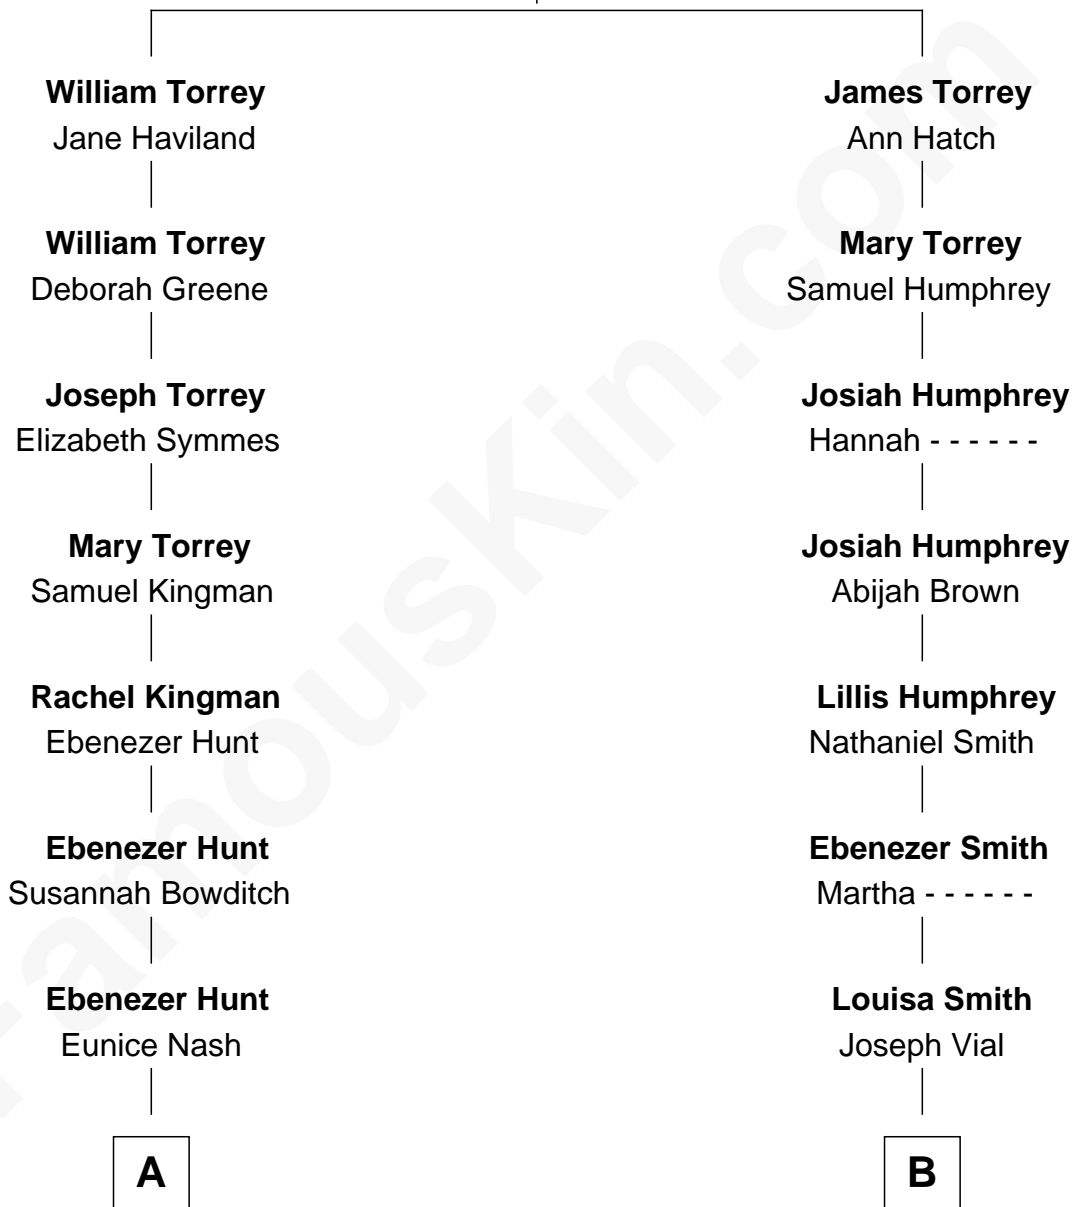 William Torrey
Jane Haviland
William Torrey
Deborah Greene
Joseph Torrey
Elizabeth Symmes
Mary Torrey
Samuel Kingman
Rachel Kingman
Ebenezer Hunt
Ebenezer Hunt
Susannah Bowditch
Ebenezer Hunt
Eunice Nash
A
James Torrey
Ann Hatch
Mary Torrey
Samuel Humphrey
Josiah Humphrey
Hannah - - - - - -
Josiah Humphrey
Abijah Brown
Lillis Humphrey
Nathaniel Smith
Ebenezer Smith
Martha - - - - - -
Louisa Smith
Joseph Vial
B
FamousKin.com